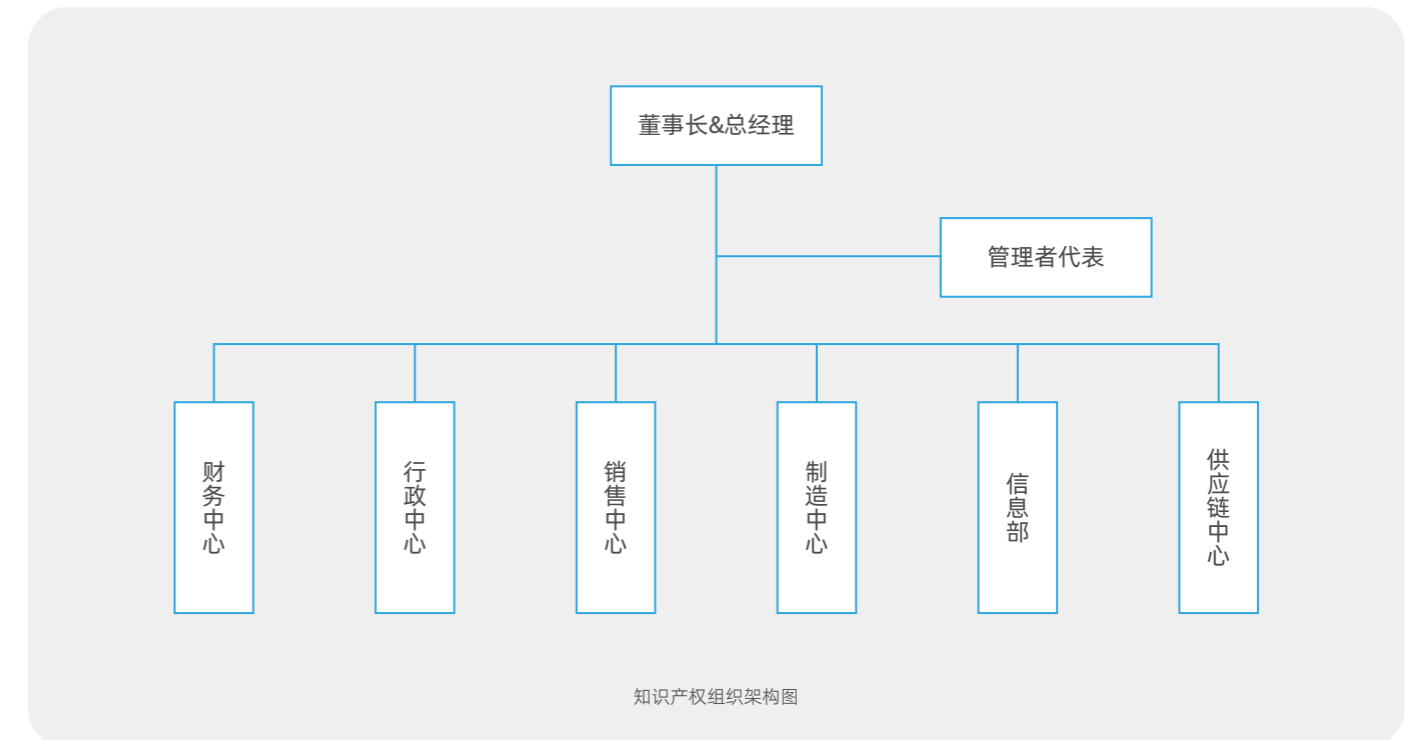 董事长&总经理
管理者代表
财务中心
行政中心
销售中心
制造中心
信息部
供应链中心
知识产权组织架构图